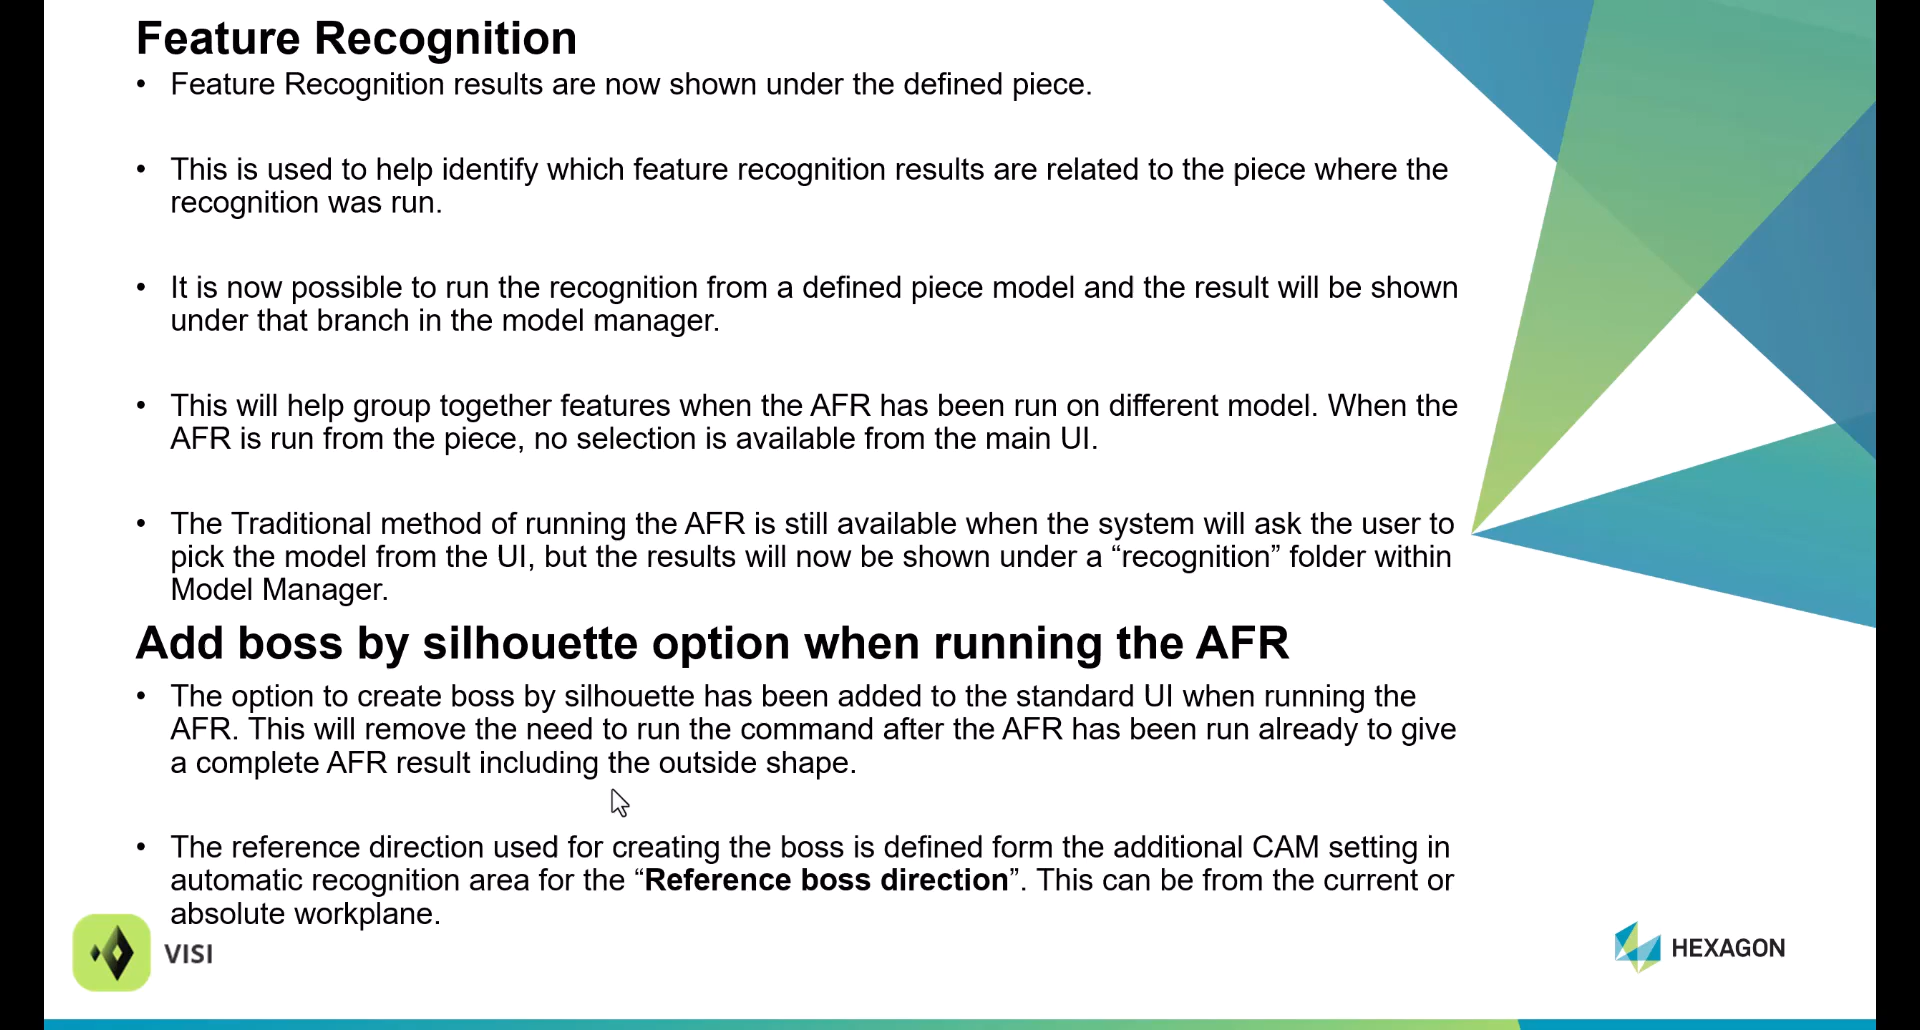 Feature Recognition
• Feature Recognition results are now shown under the defined piece.
• This is used to help identify which feature recognition results are related to the piece where the
recognition was run.
• It is now possible to run the recognition from a defined piece model and the result will be shown
under that branch in the model manager.
• This will help group together features when the AFR has been run on different model. When the
AFR is run from the piece, no selection is available from the main UI.
• The Traditional method of running the AFR is still available when the system will ask the user to
pick the model from the UI, but the results will now be shown under a “recognition” folder within
Model Manager.
Add boss by silhouette option when running the AFR
• The option to create boss by silhouette has been added to the standard UI when running the
AFR. This will remove the need to run the command after the AFR has been run already to give
a complete AFR result including the outside shape.
• The reference direction used for creating the boss is defined form the additional CAM setting in
automatic recognition area for the “Reference boss direction”. This can be from the current or
absolute workplane.
VISI
HEXAGON